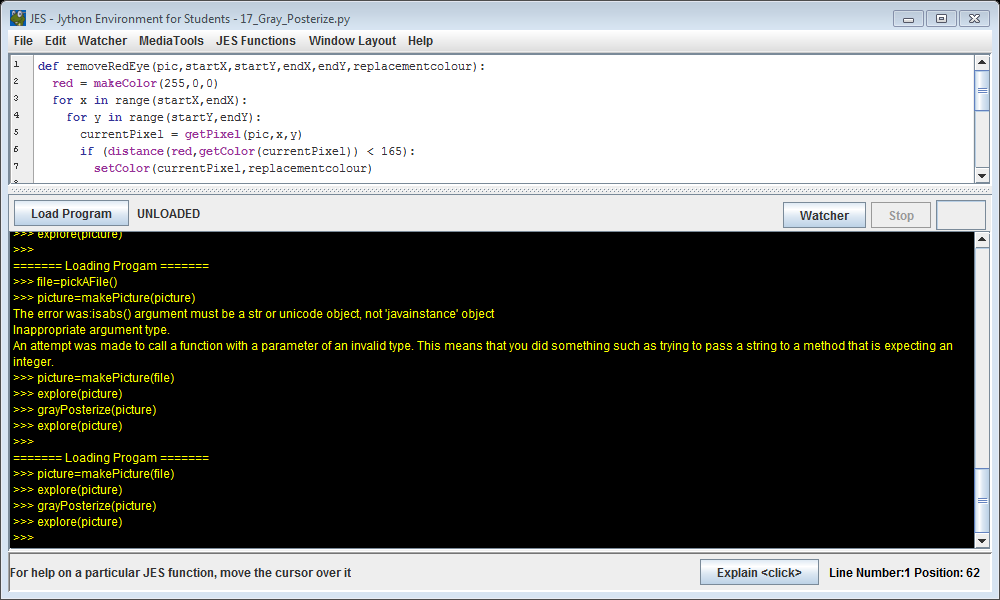 JES - Jython Environment for Students - 17_Gray_Posterize.py
File Edit Watcher MediaTools JES Functions Window Layout Help
1 def removeRedEye(pic,startX,startY,endX,endY,replacementcolour):
2 red = makeColor(255,0,0)
3 for x in range(startX,endX):
4 for y in range(startY,endY):
5 currentPixel = getPixel(pic,x,y)
6 if (distance(red,getColor(currentPixel)) < 165):
7 setColor(currentPixel,replacementcolour)
Load Program UNLOADED Watcher Stop
>>> explore(picture)
>>>
======= Loading Progam =======
>>> file=pickAFile()
>>> picture=makePicture(picture)
The error was:isabs() argument must be a str or unicode object, not 'javainstance' object
Inappropriate argument type.
An attempt was made to call a function with a parameter of an invalid type. This means that you did something such as trying to pass a string to a method that is expecting an
integer.
>>> picture=makePicture(file)
>>> explore(picture)
>>> grayPosterize(picture)
>>> explore(picture)
>>>
======= Loading Progam =======
>>> picture=makePicture(file)
>>> explore(picture)
>>> grayPosterize(picture)
>>> explore(picture)
>>>
For help on a particular JES function, move the cursor over it Explain <click> Line Number:1 Position: 62